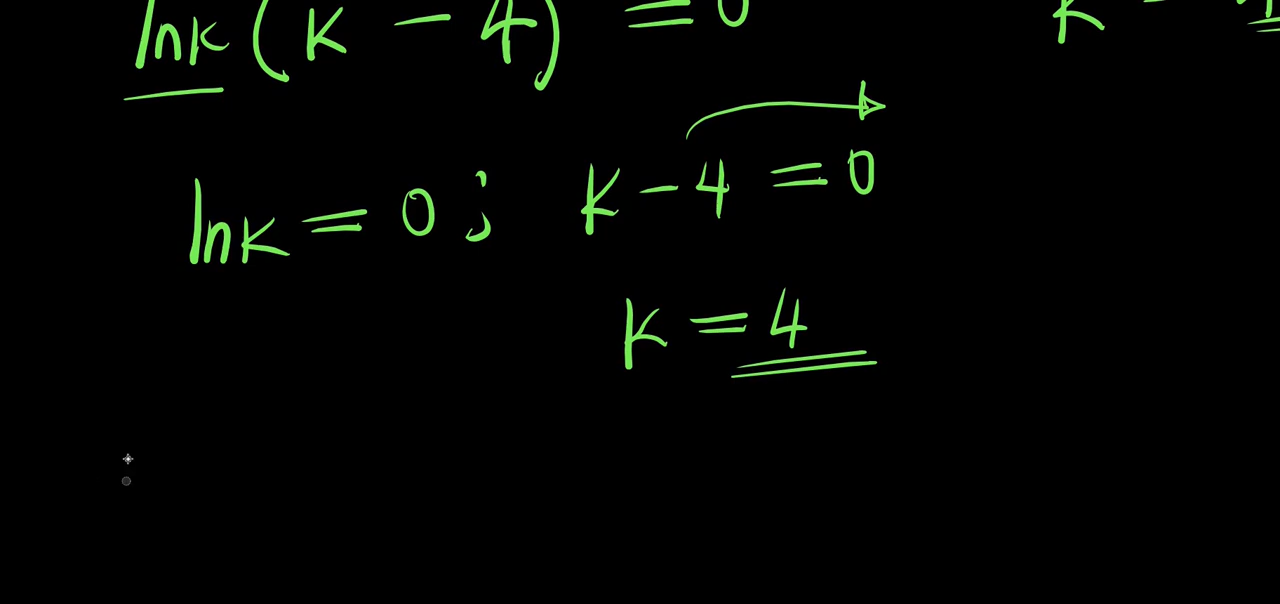 lnk(k - 4) = 0
k =
lnk = 0 ; k - 4 = 0
k = 4